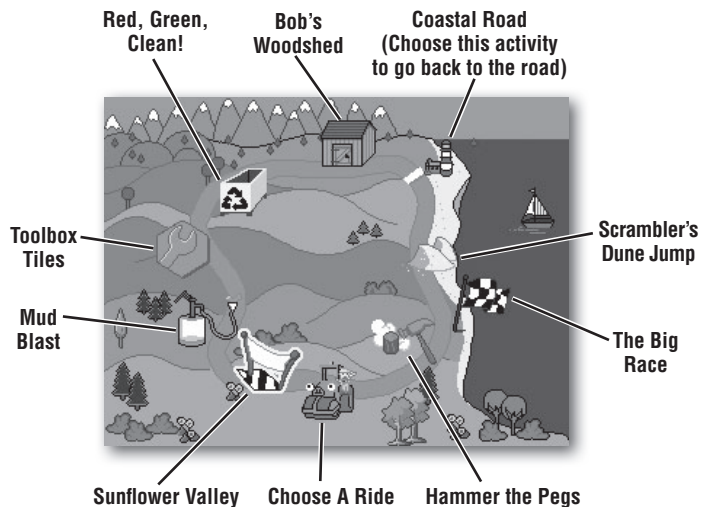 Red, Green,
Clean!
Bob's
Woodshed
Coastal Road
(Choose this activity
to go back to the road)
Toolbox
Tiles
Scrambler's
Dune Jump
Mud
Blast
The Big
Race
Sunflower Valley
Choose A Ride
Hammer the Pegs